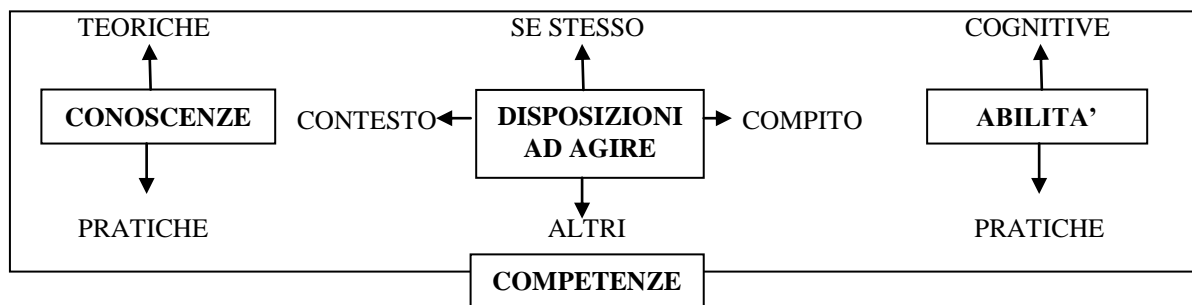 TEORICHE SE STESSO COGNITIVE
CONOSCENZE
CONTESTO
DISPOSIZIONI
AD AGIRE
COMPITO
ABILITA’
PRATICHE ALTRI PRATICHE
COMPETENZE